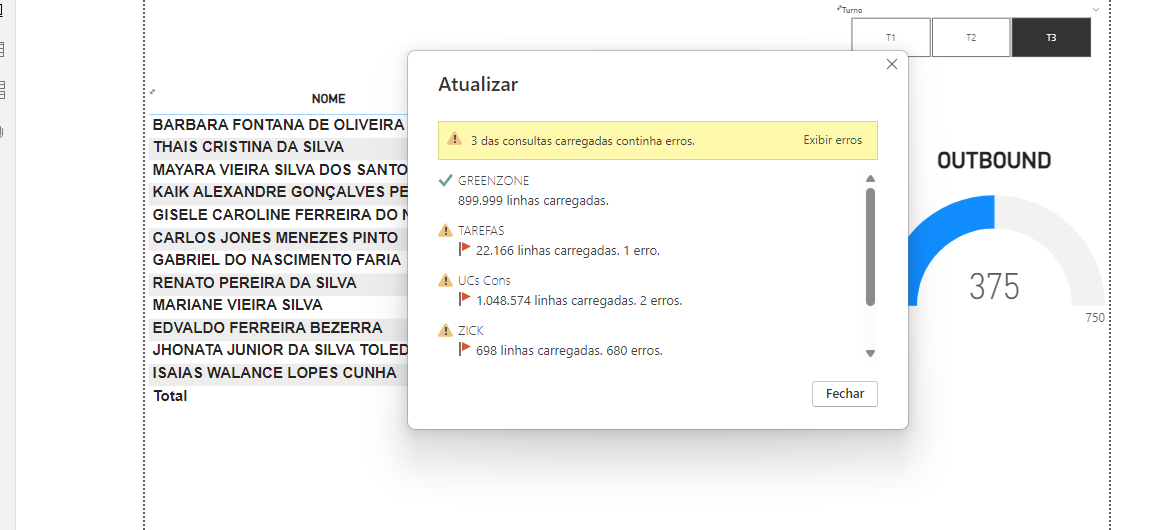 Turno
T1
T2
T3
Atualizar
3 das consultas carregadas continha erros.
Exibir erros
GREENZONE
899.999 linhas carregadas.
TAREFAS
22.166 linhas carregadas. 1 erro.
UCs Cons
1.048.574 linhas carregadas. 2 erros.
ZICK
698 linhas carregadas. 680 erros.
Fechar
NOME
BARBARA FONTANA DE OLIVEIRA
THAIS CRISTINA DA SILVA
MAYARA VIEIRA SILVA DOS SANTO
KAIK ALEXANDRE GONÇALVES PE
GISELE CAROLINE FERREIRA DO N
CARLOS JONES MENEZES PINTO
GABRIEL DO NASCIMENTO FARIA
RENATO PEREIRA DA SILVA
MARIANE VIEIRA SILVA
EDVALDO FERREIRA BEZERRA
JHONATA JUNIOR DA SILVA TOLED
ISAIAS WALANCE LOPES CUNHA
Total
OUTBOUND
375
750